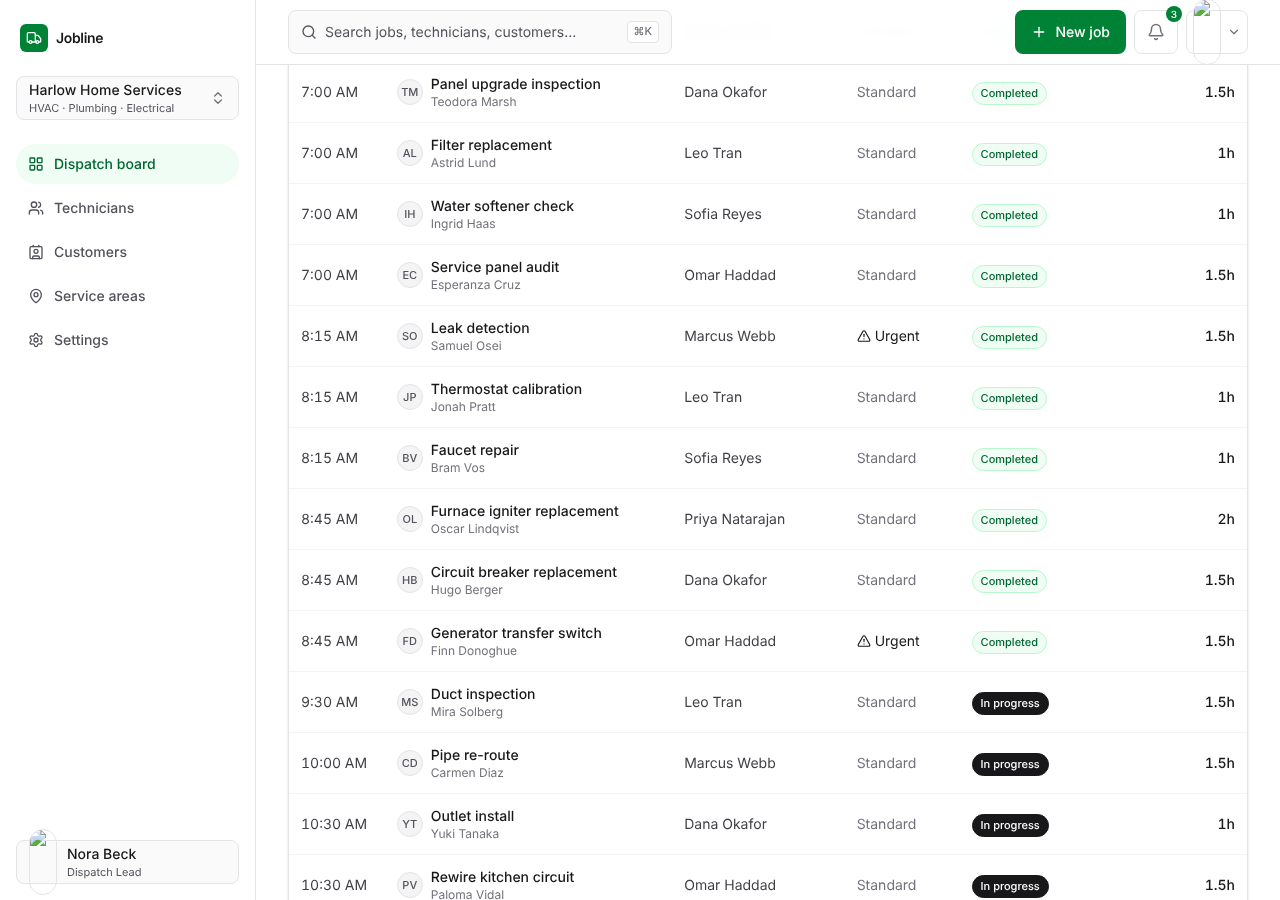 Jobline
Harlow Home Services
HVAC · Plumbing · Electrical
Dispatch board
Technicians
Customers
Service areas
Settings
Nora Beck
Dispatch Lead
Search jobs, technicians, customers... ⌘K
New job
3
7:00 AM TM Panel upgrade inspection Dana Okafor Standard Completed 1.5h
Teodora Marsh
7:00 AM AL Filter replacement Leo Tran Standard Completed 1h
Astrid Lund
7:00 AM IH Water softener check Sofia Reyes Standard Completed 1h
Ingrid Haas
7:00 AM EC Service panel audit Omar Haddad Standard Completed 1.5h
Esperanza Cruz
8:15 AM SO Leak detection Marcus Webb Urgent Completed 1.5h
Samuel Osei
8:15 AM JP Thermostat calibration Leo Tran Standard Completed 1h
Jonah Pratt
8:15 AM BV Faucet repair Sofia Reyes Standard Completed 1h
Bram Vos
8:45 AM OL Furnace igniter replacement Priya Natarajan Standard Completed 2h
Oscar Lindqvist
8:45 AM HB Circuit breaker replacement Dana Okafor Standard Completed 1.5h
Hugo Berger
8:45 AM FD Generator transfer switch Omar Haddad Urgent Completed 1.5h
Finn Donoghue
9:30 AM MS Duct inspection Leo Tran Standard In progress 1.5h
Mira Solberg
10:00 AM CD Pipe re-route Marcus Webb Standard In progress 1.5h
Carmen Diaz
10:30 AM YT Outlet install Dana Okafor Standard In progress 1h
Yuki Tanaka
10:30 AM PV Rewire kitchen circuit Omar Haddad Standard In progress 1.5h
Paloma Vidal